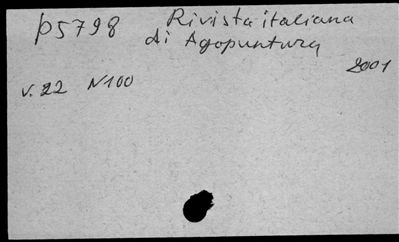 p5798 Rivista italiana
di Agopuntura
2001
v. 22 N100